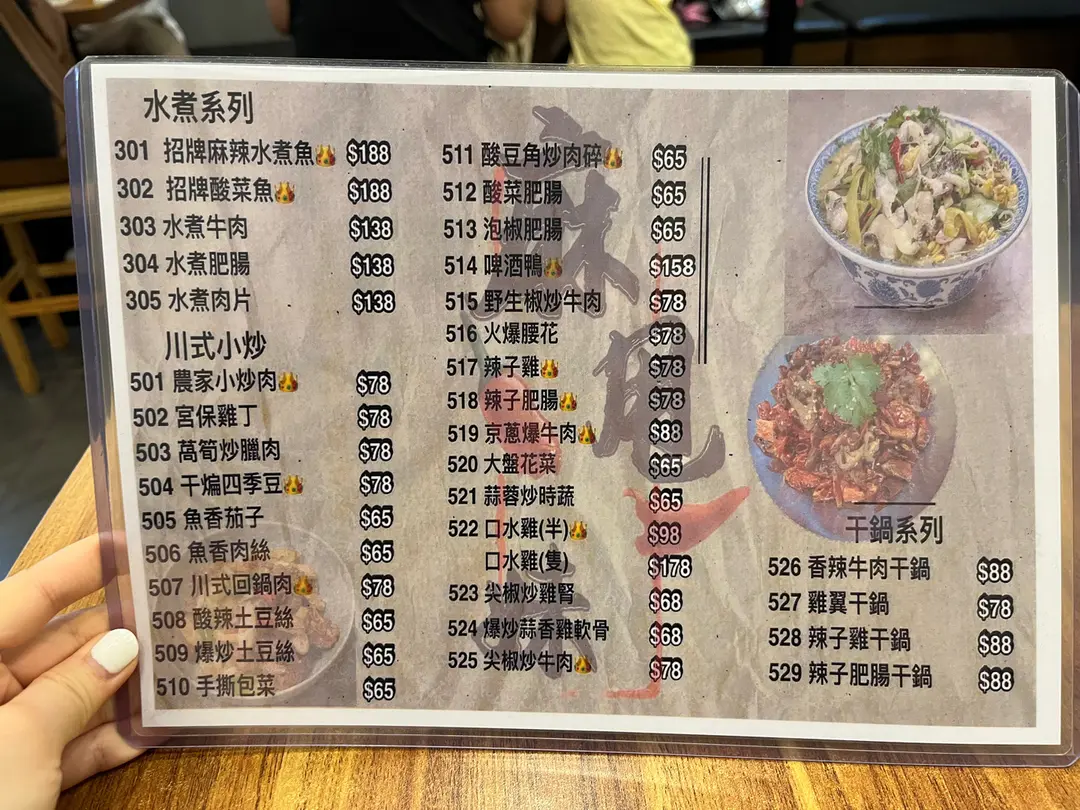 水煮系列
301 招牌麻辣水煮魚 $188
302 招牌酸菜魚 $188
303 水煮牛肉 $138
304 水煮肥腸 $138
305 水煮肉片 $138
川式小炒
501 農家小炒肉 $78
502 宮保雞丁 $78
503 萵筍炒臘肉 $78
504 干煸四季豆 $78
505 魚香茄子 $65
506 魚香肉絲 $65
507 川式回鍋肉 $78
508 酸辣土豆絲 $65
509 爆炒土豆絲 $65
510 手撕包菜 $65
511 酸豆角炒肉碎 $65
512 酸菜肥腸 $65
513 泡椒肥腸 $65
514 啤酒鴨 $158
515 野生椒炒牛肉 $78
516 火爆腰花 $78
517 辣子雞 $78
518 辣子肥腸 $78
519 京蔥爆牛肉 $88
520 大盤花菜 $65
521 蒜蓉炒時蔬 $65
522 口水雞(半) $98
口水雞(隻) $178
523 尖椒炒雞腎 $68
524 爆炒蒜香雞軟骨 $68
525 尖椒炒牛肉 $78
干鍋系列
526 香辣牛肉干鍋 $88
527 雞翼干鍋 $78
528 辣子雞干鍋 $88
529 辣子肥腸干鍋 $88